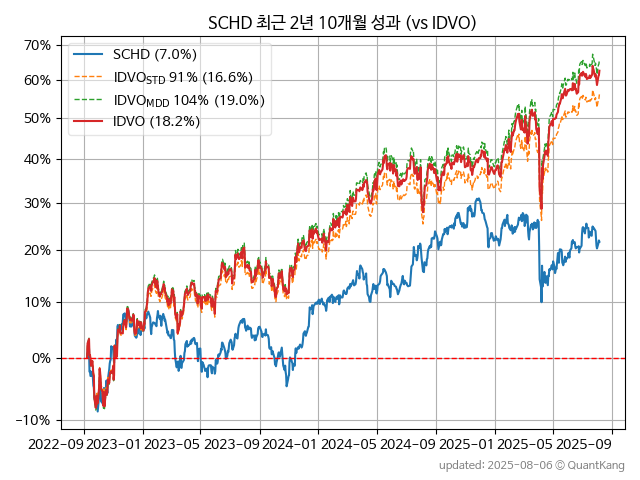 SCHD 최근 2년 10개월 성과 (vs IDVO)
SCHD (7.0%)
IDVO_STD 91% (16.6%)
IDVO_MDD 104% (19.0%)
IDVO (18.2%)
70%
60%
50%
40%
30%
20%
10%
0%
−10%
2022-09 2023-01 2023-05 2023-09 2024-01 2024-05 2024-09 2025-01 2025-05 2025-09
updated: 2025-08-06 © QuantKang